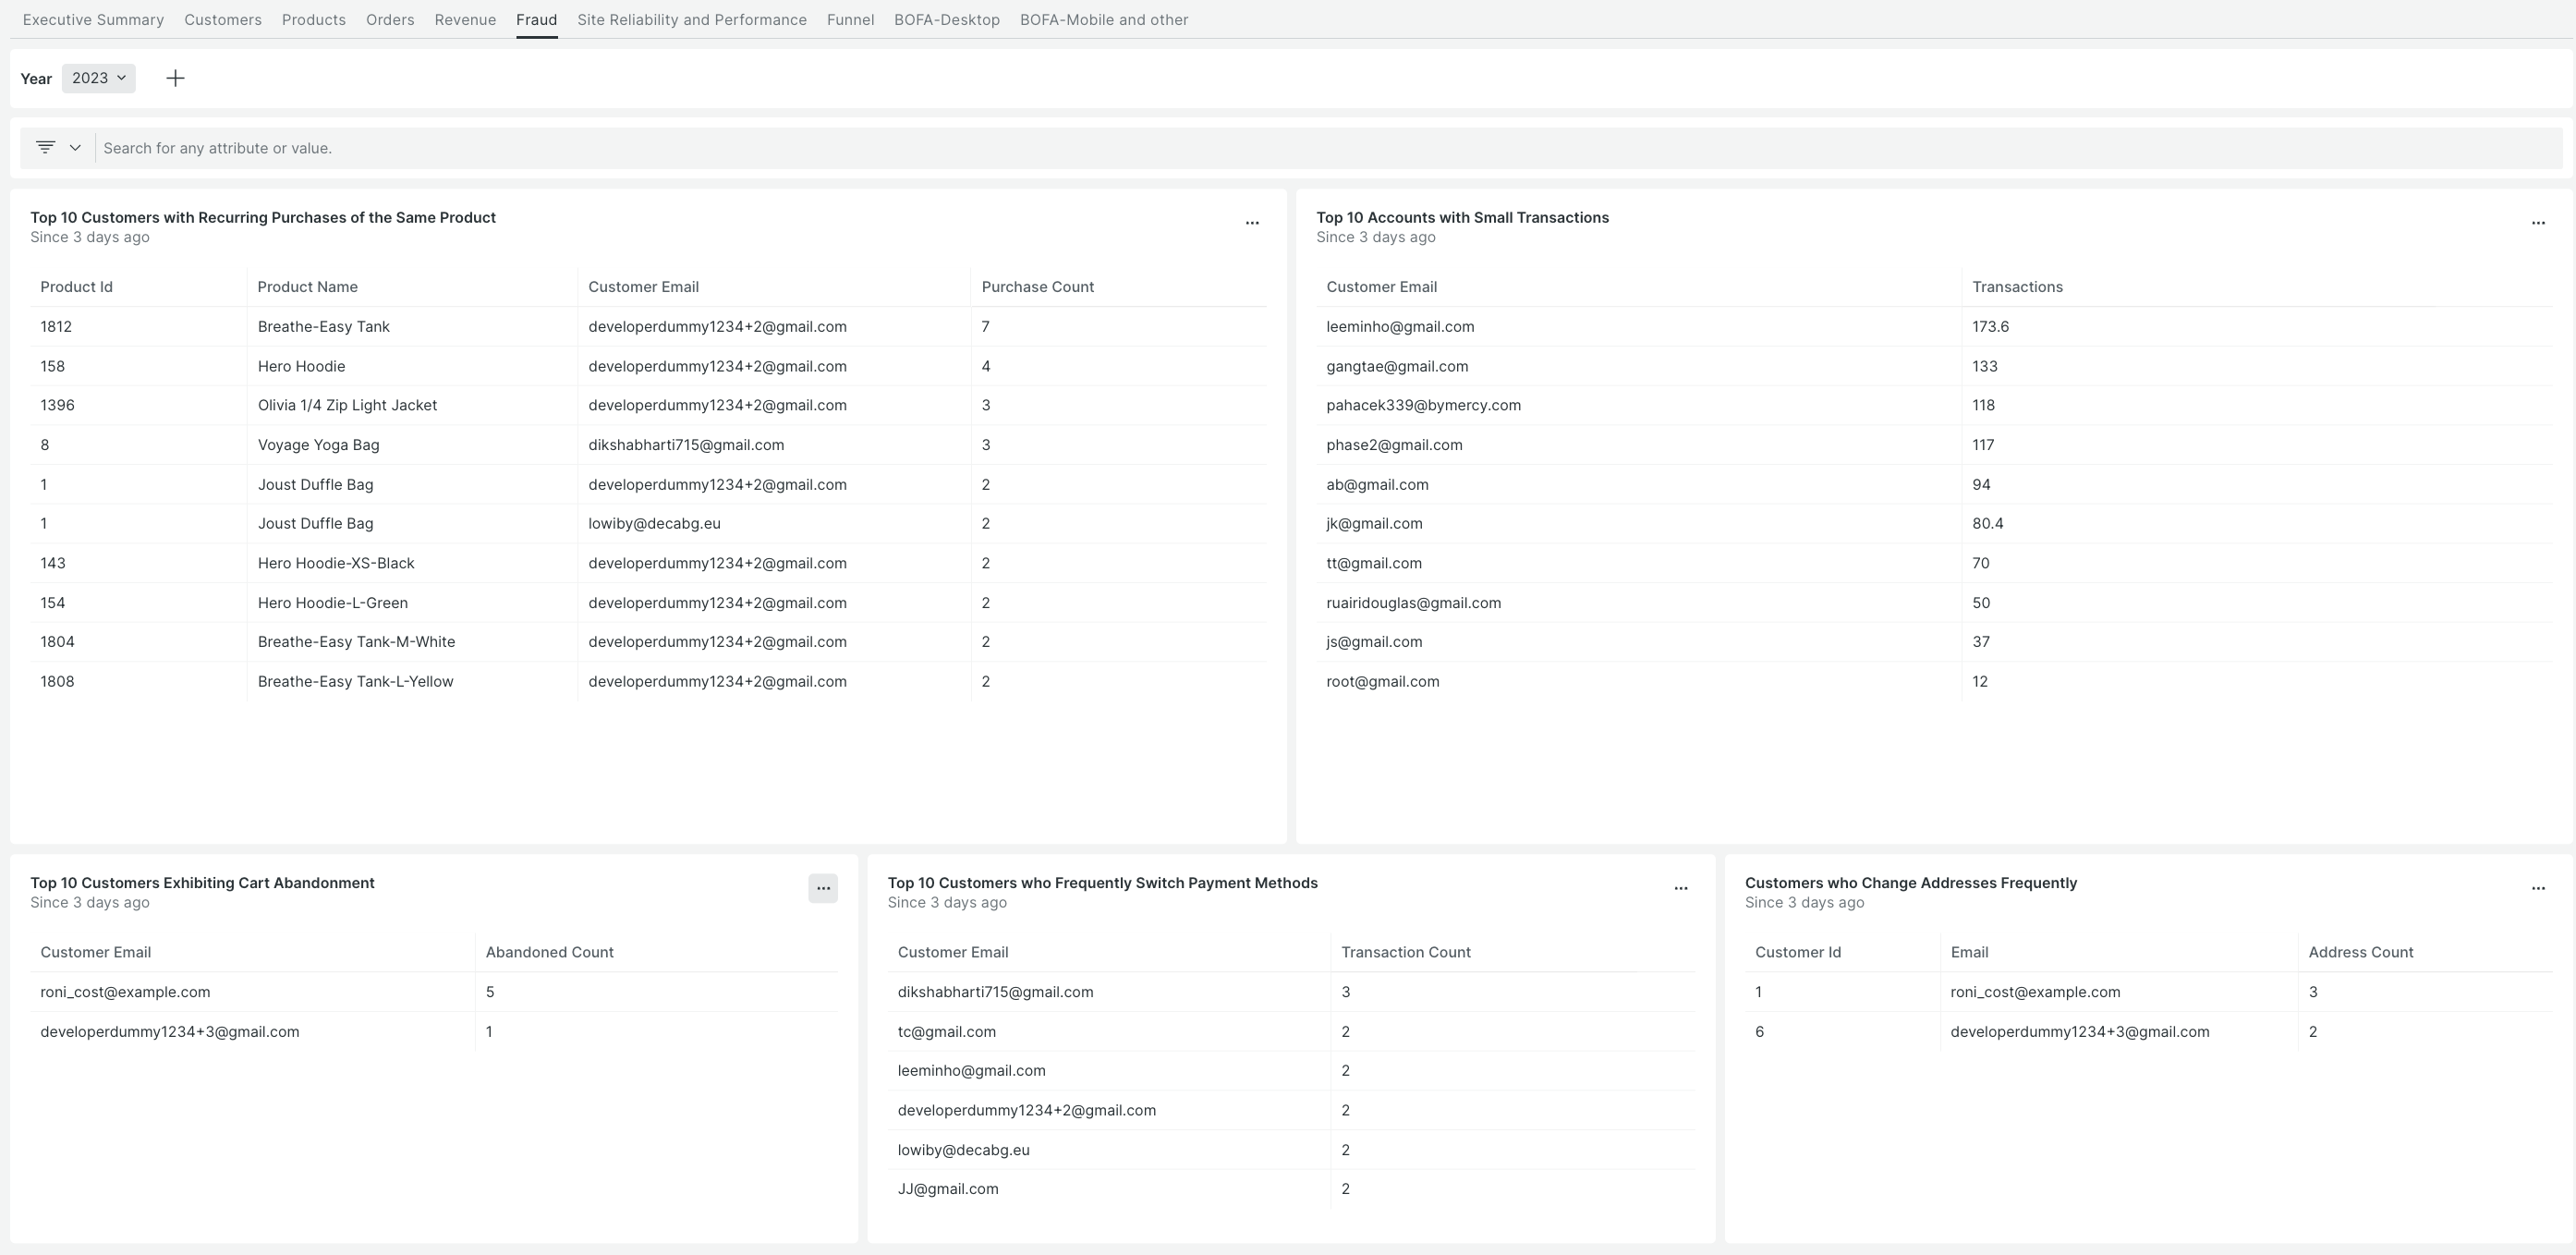 Executive Summary Customers Products Orders Revenue Fraud Site Reliability and Performance Funnel BOFA-Desktop BOFA-Mobile and other
Year 2023
Search for any attribute or value.
Top 10 Customers with Recurring Purchases of the Same Product
Since 3 days ago
Product Id Product Name Customer Email Purchase Count
1812 Breathe-Easy Tank developerdummy1234+2@gmail.com 7
158 Hero Hoodie developerdummy1234+2@gmail.com 4
1396 Olivia 1/4 Zip Light Jacket developerdummy1234+2@gmail.com 3
8 Voyage Yoga Bag dikshabharti715@gmail.com 3
1 Joust Duffle Bag developerdummy1234+2@gmail.com 2
1 Joust Duffle Bag lowiby@decabg.eu 2
143 Hero Hoodie-XS-Black developerdummy1234+2@gmail.com 2
154 Hero Hoodie-L-Green developerdummy1234+2@gmail.com 2
1804 Breathe-Easy Tank-M-White developerdummy1234+2@gmail.com 2
1808 Breathe-Easy Tank-L-Yellow developerdummy1234+2@gmail.com 2
Top 10 Accounts with Small Transactions
Since 3 days ago
Customer Email Transactions
leeminho@gmail.com 173.6
gangtae@gmail.com 133
pahacek339@bymercy.com 118
phase2@gmail.com 117
ab@gmail.com 94
jk@gmail.com 80.4
tt@gmail.com 70
ruairidouglas@gmail.com 50
js@gmail.com 37
root@gmail.com 12
Top 10 Customers Exhibiting Cart Abandonment
Since 3 days ago
Customer Email Abandoned Count
roni_cost@example.com 5
developerdummy1234+3@gmail.com 1
Top 10 Customers who Frequently Switch Payment Methods
Since 3 days ago
Customer Email Transaction Count
dikshabharti715@gmail.com 3
tc@gmail.com 2
leeminho@gmail.com 2
developerdummy1234+2@gmail.com 2
lowiby@decabg.eu 2
JJ@gmail.com 2
Customers who Change Addresses Frequently
Since 3 days ago
Customer Id Email Address Count
1 roni_cost@example.com 3
6 developerdummy1234+3@gmail.com 2